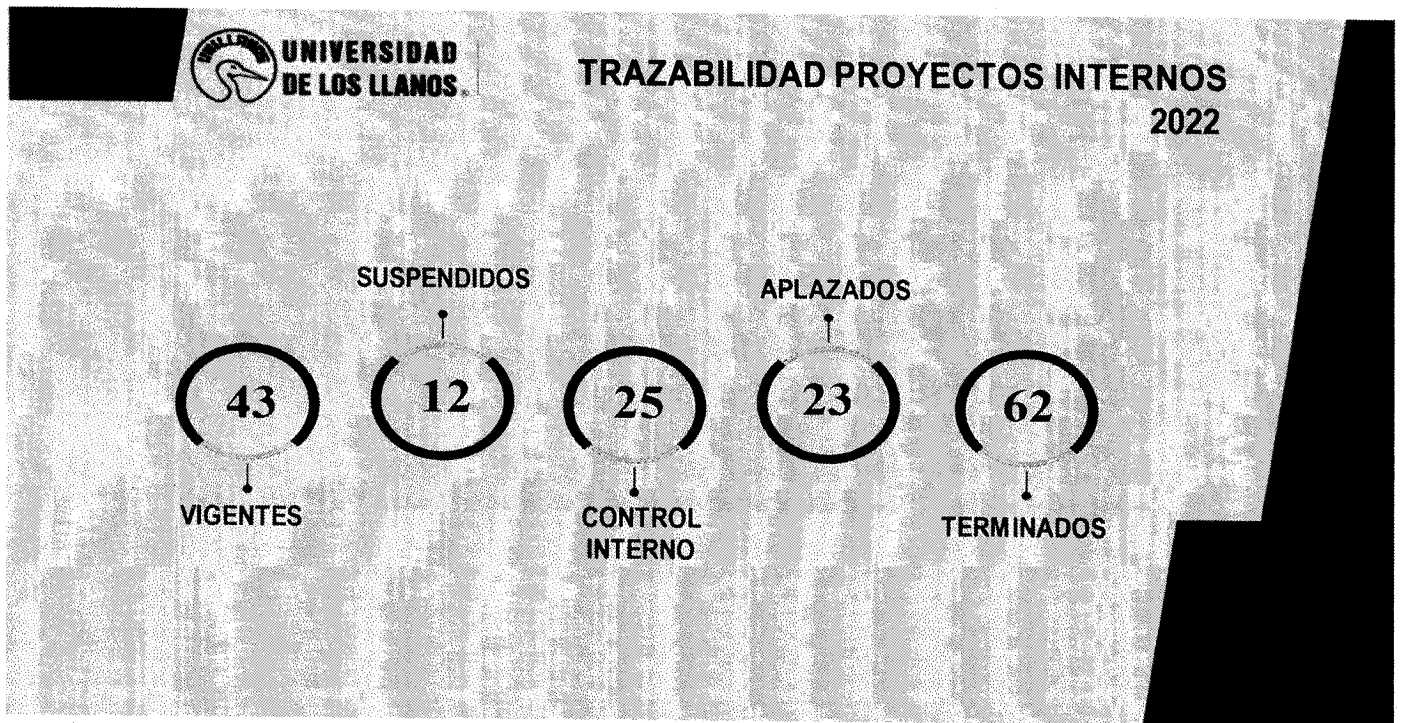 UNIVERSIDAD
DE LOS LLANOS
TRAZABILIDAD PROYECTOS INTERNOS
2022
SUSPENDIDOS
APLAZADOS
43
12
25
23
62
VIGENTES
CONTROL
INTERNO
TERMINADOS